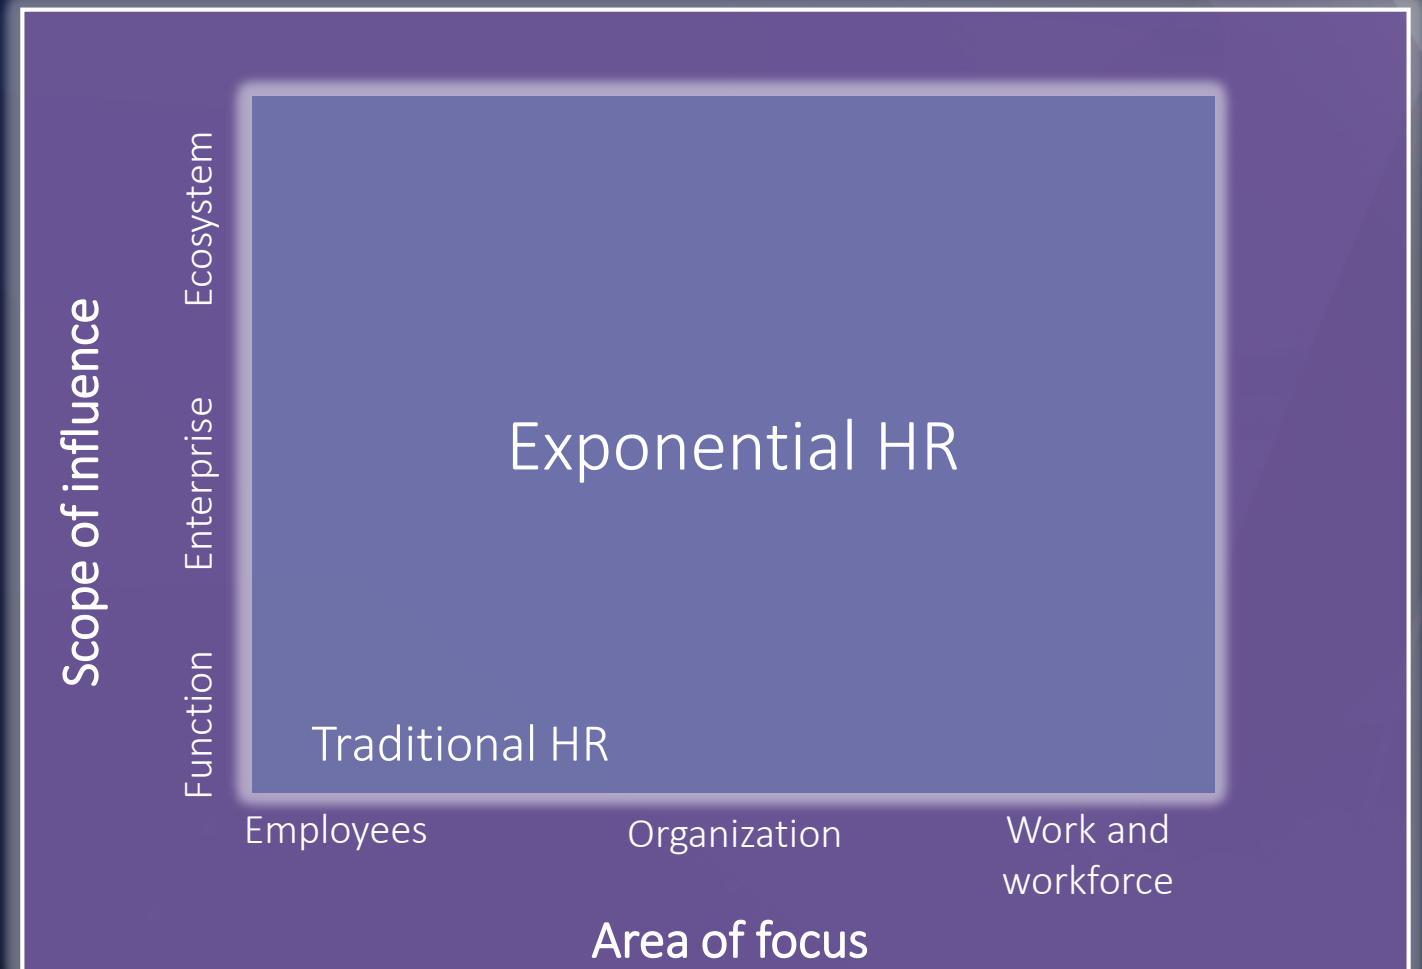 Scope of influence
Ecosystem
Enterprise
Function
Exponential HR
Traditional HR
Employees
Organization
Work and
workforce
Area of focus